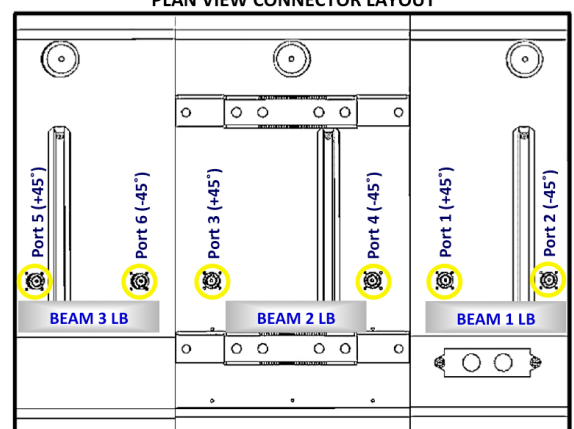 PLAN VIEW CONNECTOR LAYOUT
Port 5 (+45°)
Port 6 (-45°)
Port 3 (+45°)
Port 4 (-45°)
Port 1 (+45°)
Port 2 (-45°)
BEAM 3 LB
BEAM 2 LB
BEAM 1 LB